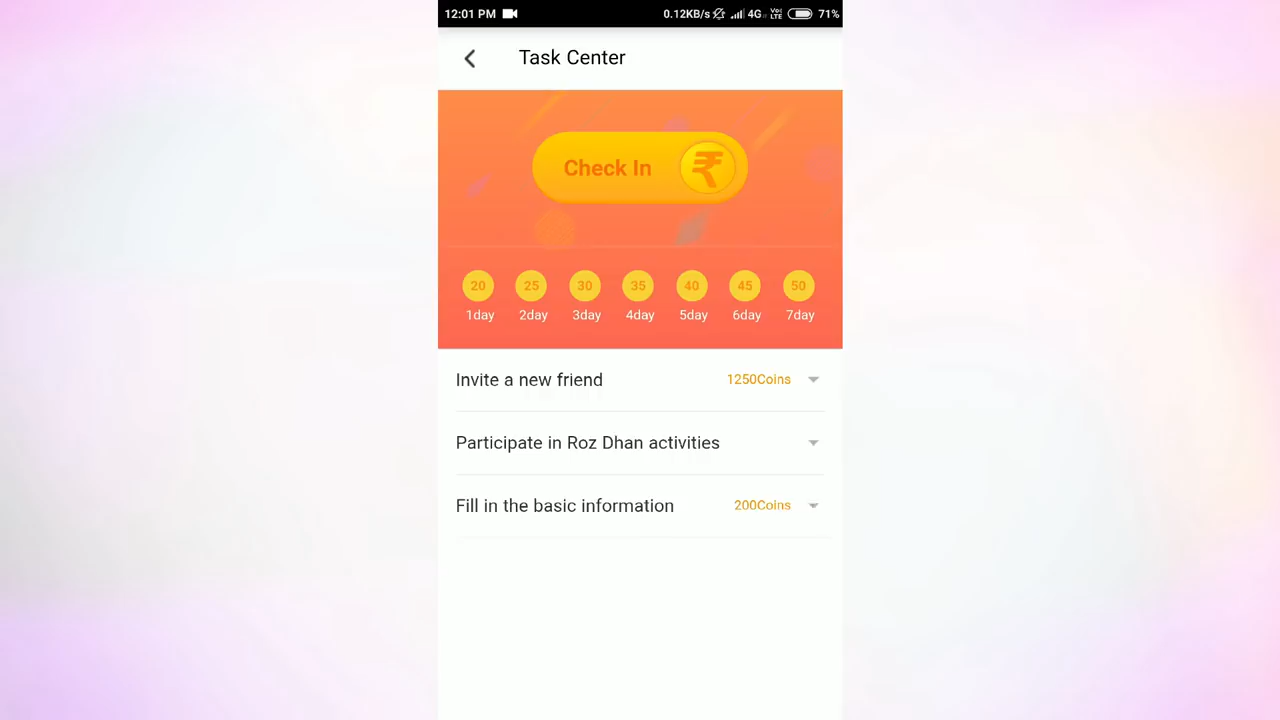 12:01 PM 0.12KB/s 4G Vo) LTE 71%
Task Center
Check In ₹
20 25 30 35 40 45 50
1day 2day 3day 4day 5day 6day 7day
Invite a new friend 1250Coins
Participate in Roz Dhan activities
Fill in the basic information 200Coins